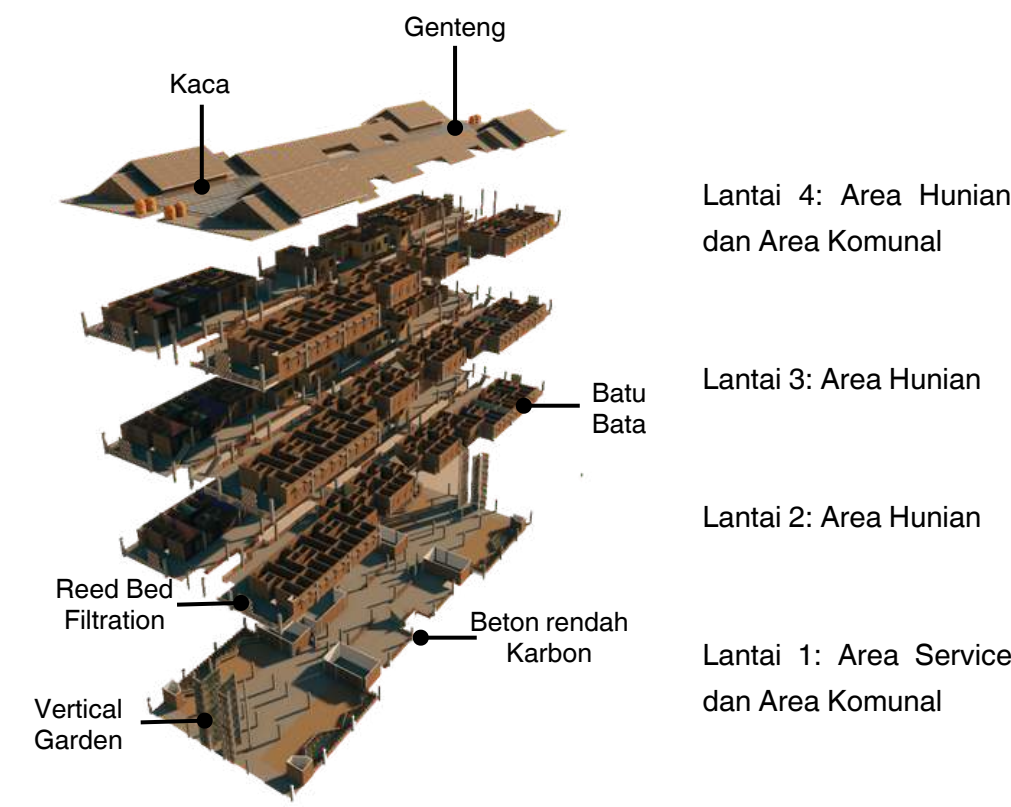 Genteng
Kaca
Lantai 4: Area Hunian
dan Area Komunal
Lantai 3: Area Hunian
Batu
Bata
Lantai 2: Area Hunian
Reed Bed
Filtration
Beton rendah
Karbon
Lantai 1: Area Service
dan Area Komunal
Vertical
Garden